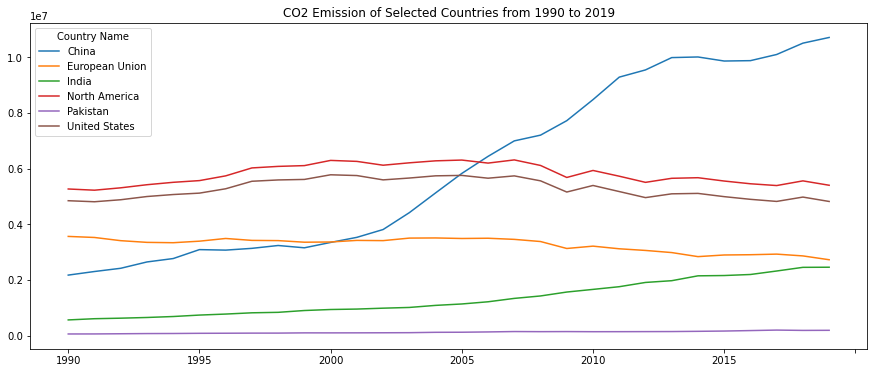 CO2 Emission of Selected Countries from 1990 to 2019
1e7
Country Name
China
European Union
India
North America
Pakistan
United States
1.0
0.8
0.6
0.4
0.2
0.0
1990 1995 2000 2005 2010 2015